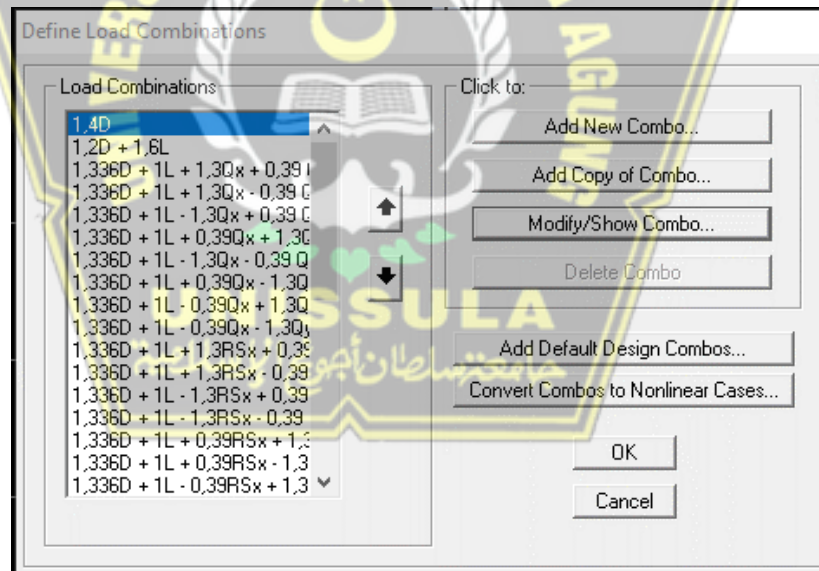 Define Load Combinations
Load Combinations
1,4D
1,2D + 1,6L
1,336D + 1L + 1,3Qx + 0,39
1,336D + 1L + 1,3Qx - 0,39
1,336D + 1L - 1,3Qx + 0,39
1,336D + 1L + 0,39Qx + 1,3Q
1,336D + 1L - 1,3Qx - 0,39 Q
1,336D + 1L + 0,39Qx - 1,3Q
1,336D + 1L - 0,39Qx + 1,3Q
1,336D + 1L - 0,39Qx - 1,3Qy
1,336D + 1L + 1,3RSx + 0,39
1,336D + 1L + 1,3RSx - 0,39
1,336D + 1L - 1,3RSx + 0,39
1,336D + 1L - 1,3RSx - 0,39
1,336D + 1L + 0,39RSx + 1,3
1,336D + 1L + 0,39RSx - 1,3
1,336D + 1L - 0,39RSx + 1,3
Click to:
Add New Combo...
Add Copy of Combo...
Modify/Show Combo...
Delete Combo
Add Default Design Combos...
Convert Combos to Nonlinear Cases...
OK
Cancel
UNISSULA
جامعتنسلطان أجونج الإسلامية
AGUNG